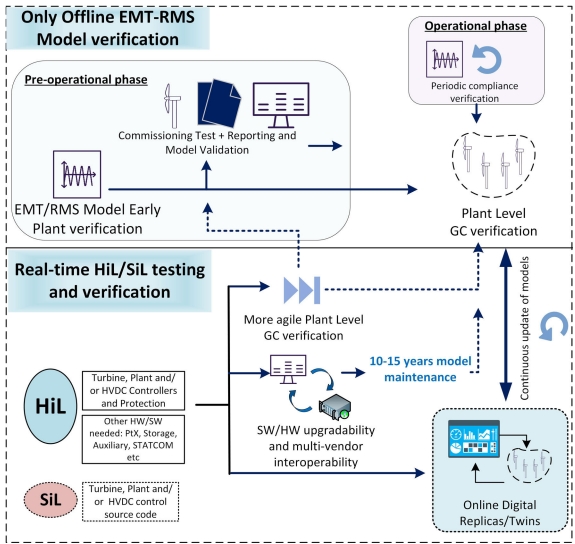 Only Offline EMT-RMS
Model verification
Operational phase
Periodic compliance
verification
Pre-operational phase
Commissioning Test + Reporting and
Model Validation
EMT/RMS Model Early
Plant verification
Plant Level
GC verification
Real-time HiL/SiL testing
and verification
More agile Plant Level
GC verification
Continuous update of models
10-15 years model
maintenance
HiL
Turbine, Plant and/
or HVDC Controllers
and Protection
Other HW/SW
needed: PtX, Storage,
Auxiliary, STATCOM
etc
SW/HW upgradability
and multi-vendor
interoperability
SiL
Turbine, Plant and/
or HVDC control
source code
Online Digital
Replicas/Twins